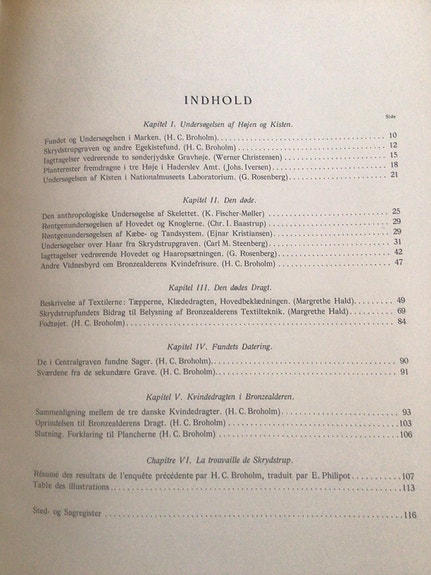 INDHOLD
Side
Kapitel I. Undersøgelsen af Højen og Kisten.
Fundet og Undersøgelsen i Marken. (H. C. Broholm) 10
Skrydstrupgraven og andre Egekistefund. (H. C. Broholm) 12
Iagttagelser vedrørende to sønderjydske Gravhøje. (Werner Christensen) 15
Planterester fremdragne i tre Høje i Haderslev Amt. (Johs. Iversen) 18
Undersøgelsen af Kisten i Nationalmuseets Laboratorium. (G. Rosenberg) 21
Kapitel II. Den døde.
Den anthropologiske Undersøgelse af Skelettet. (K. Fischer-Møller) 25
Røntgenundersøgelsen af Hovedet og Knoglerne. (Chr. I. Baastrup) 29
Røntgenundersøgelsen af Kæbe- og Tandsystem. (Ejnar Kristiansen) 29
Undersøgelser over Haar fra Skrydstrupgraven. (Carl M. Steenberg) 31
Iagttagelser vedrørende Hovedet og Haaropsætningen. (G. Rosenberg) 42
Andre Vidnesbyrd om Bronzealderens Kvindefrisure. (H. C. Broholm) 47
Kapitel III. Den dødes Dragt.
Beskrivelse af Textilerne: Tæpperne, Klædedragten, Hovedbeklædningen. (Margrethe Hald) 49
Skrydstrupfundets Bidrag til Belysning af Bronzealderens Textilteknik. (Margrethe Hald) 69
Fodtøjet. (H. C. Broholm) 84
Kapitel IV. Fundets Datering.
De i Centralgraven fundne Sager. (H. C. Broholm) 90
Sværdene fra de sekundære Grave. (H. C. Broholm) 91
Kapitel V. Kvindedragten i Bronzealderen.
Sammenligning mellem de tre danske Kvindedragter. (H. C. Broholm) 93
Oprindelsen til Bronzealderens Dragt. (H. C. Broholm) 103
Slutning. Forklaring til Plancherne (H. C. Broholm) 106
Chapitre VI. La trouvaille de Skrydstrup.
Résumé des resultats de l'enquête précédente par H. C. Broholm, traduit par E. Philipot 107
Table des illustrations 113
Sted- og Sagregister 116